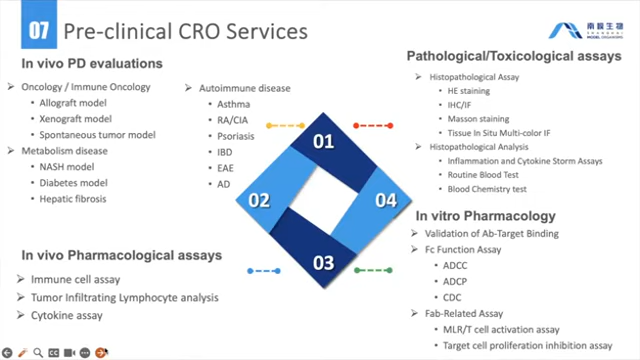 07
Pre-clinical CRO Services
南模生物
SHANGHAI
MODEL ORGANISMS
In vivo PD evaluations
Oncology / Immune Oncology
Allograft model
Xenograft model
Spontaneous tumor model
Metabolism disease
NASH model
Diabetes model
Hepatic fibrosis
Autoimmune disease
Asthma
RA/CIA
Psoriasis
IBD
EAE
AD
Pathological/Toxicological assays
Histopathological Assay
HE staining
IHC/IF
Masson staining
Tissue In Situ Multi-color IF
Histopathological Analysis
Inflammation and Cytokine Storm Assays
Routine Blood Test
Blood Chemistry test
01
02
04
03
In vivo Pharmacological assays
Immune cell assay
Tumor Infiltrating Lymphocyte analysis
Cytokine assay
In vitro Pharmacology
Validation of Ab-Target Binding
Fc Function Assay
ADCC
ADCP
CDC
Fab-Related Assay
MLR/T cell activation assay
Target cell proliferation inhibition assay
CC